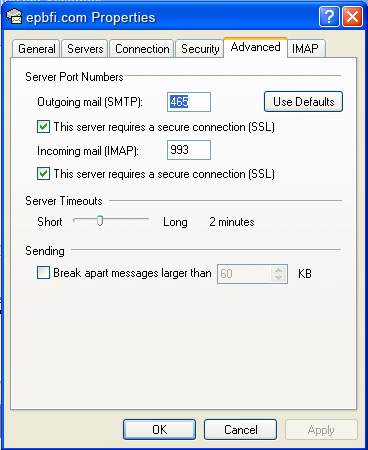 epbfi.com Properties
General Servers Connection Security Advanced IMAP
Server Port Numbers
Outgoing mail (SMTP): 465 Use Defaults
This server requires a secure connection (SSL)
Incoming mail (IMAP): 993
This server requires a secure connection (SSL)
Server Timeouts
Short Long 2 minutes
Sending
Break apart messages larger than 60 KB
OK Cancel Apply